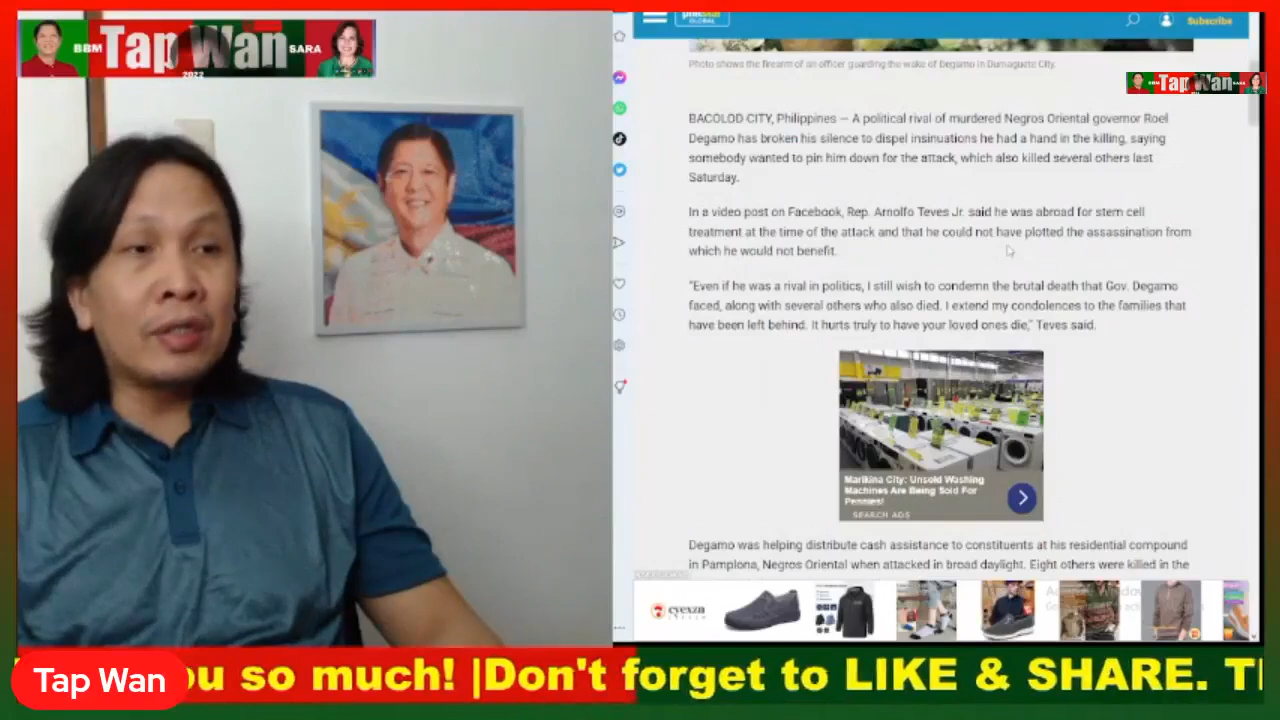 BBM Tap Wan SARA
2022
philstar
GLOBAL
Subscribe
Photo shows the firearm of an officer guarding the wake of Degamo in Dumaguete City.
BBM Tap Wan SARA
BACOLOD CITY, Philippines — A political rival of murdered Negros Oriental governor Roel
Degamo has broken his silence to dispel insinuations he had a hand in the killing, saying
somebody wanted to pin him down for the attack, which also killed several others last
Saturday.
In a video post on Facebook, Rep. Arnolfo Teves Jr. said he was abroad for stem cell
treatment at the time of the attack and that he could not have plotted the assassination from
which he would not benefit.
"Even if he was a rival in politics, I still wish to condemn the brutal death that Gov. Degamo
faced, along with several others who also died. I extend my condolences to the families that
have been left behind. It hurts truly to have your loved ones die," Teves said.
Marikina City: Unsold Washing
Machines Are Being Sold For
Pennies!
SEARCH ADS
Degamo was helping distribute cash assistance to constituents at his residential compound
in Pamplona, Negros Oriental when attacked in broad daylight. Eight others were killed in the
Tap Wan
ou so much! |Don't forget to LIKE & SHARE.